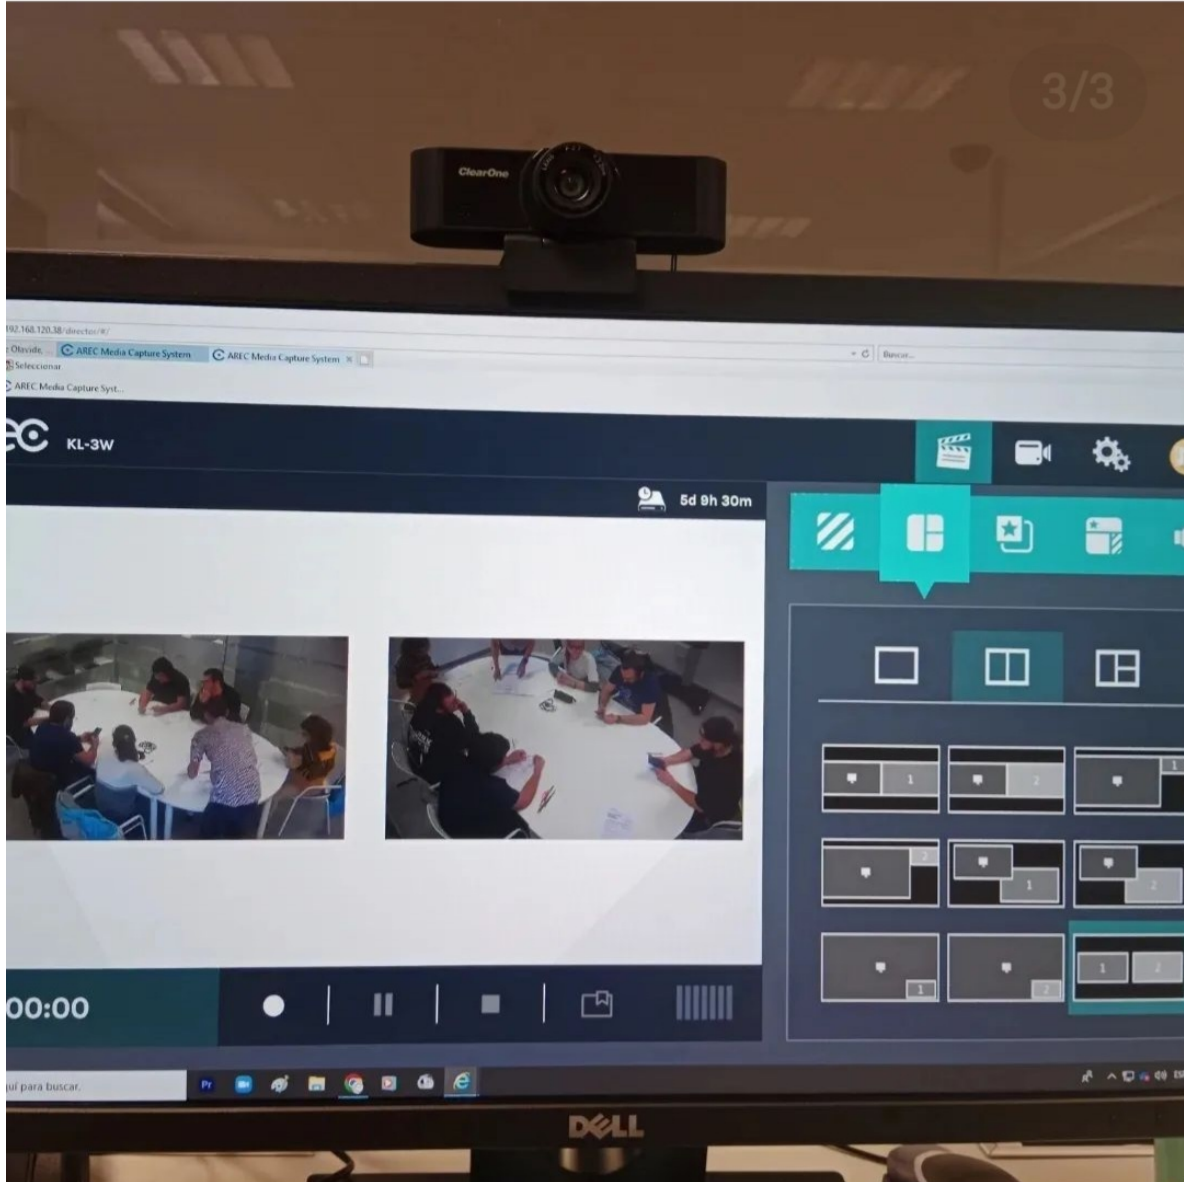 3/3
ClearOne
192.168.120.38/director/#/
Olavide, ...
AREC Media Capture System
AREC Media Capture System
Buscar...
Seleccionar
AREC Media Capture Syst...
KL-3W
5d 9h 30m
1
2
1
2
1
2
1
2
1
2
00:00
uí para buscar.
Pr
DELL